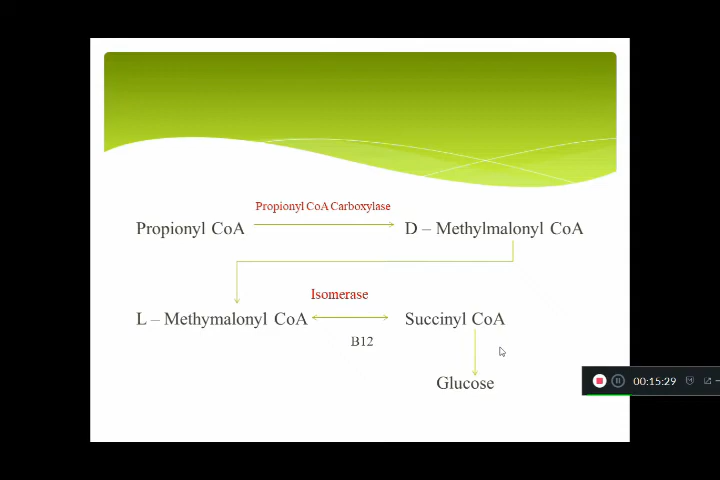 Propionyl CoA Carboxylase
Propionyl CoA
D – Methylmalonyl CoA
Isomerase
L – Methymalonyl CoA
Succinyl CoA
B12
Glucose
00:15:29